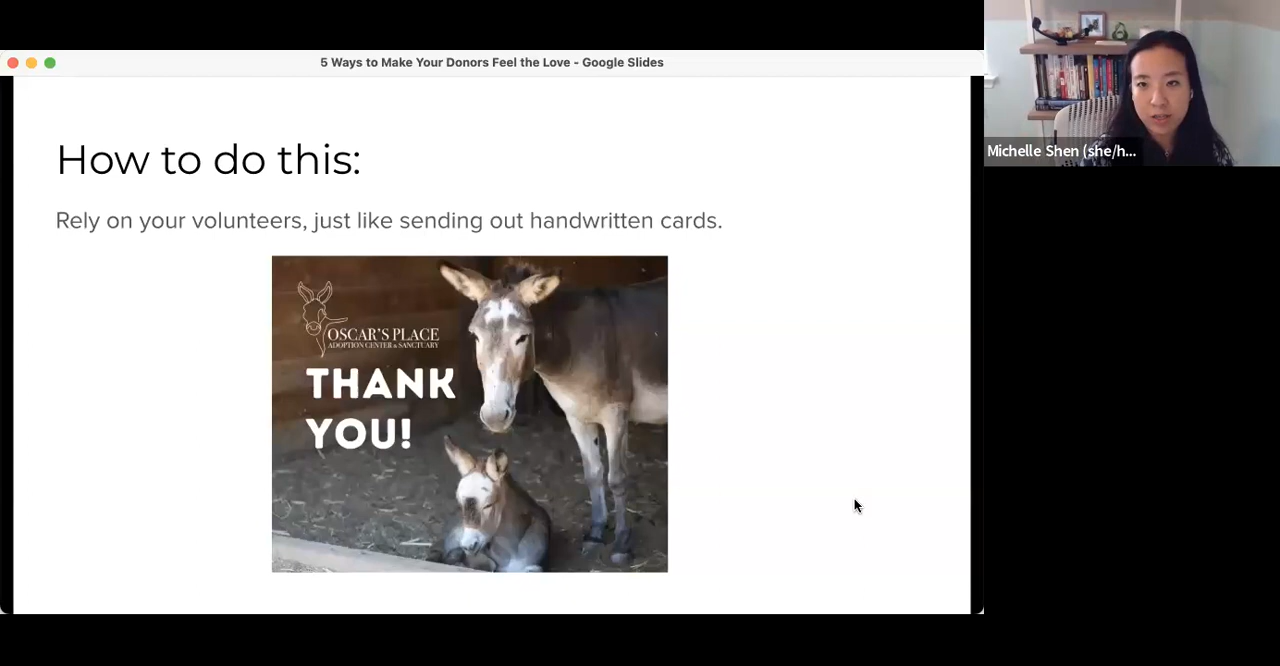 5 Ways to Make Your Donors Feel the Love - Google Slides
How to do this:
Rely on your volunteers, just like sending out handwritten cards.
OSCAR'S PLACE
ADOPTION CENTER & SANCTUARY
THANK
YOU!
Michelle Shen (she/h...